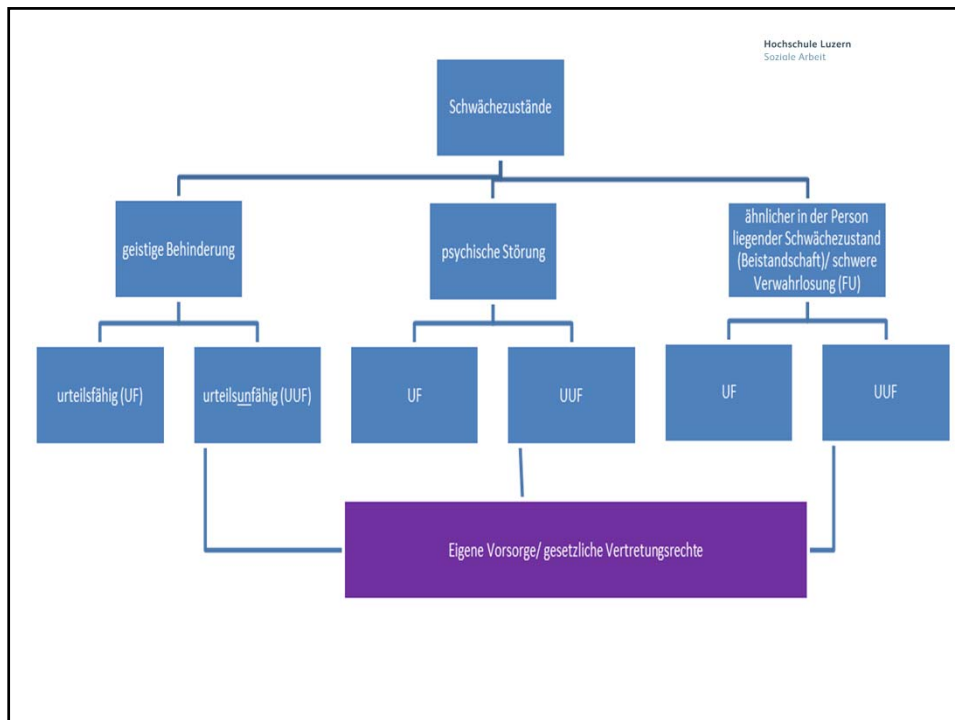 Hochschule Luzern
Soziale Arbeit
Schwächezustände
geistige Behinderung
psychische Störung
ähnlicher in der Person
liegender Schwächezustand
(Beistandschaft)/ schwere
Verwahrlosung (FU)
urteilsfähig (UF)
urteilsunfähig (UUF)
UF
UUF
UF
UUF
Eigene Vorsorge/ gesetzliche Vertretungsrechte